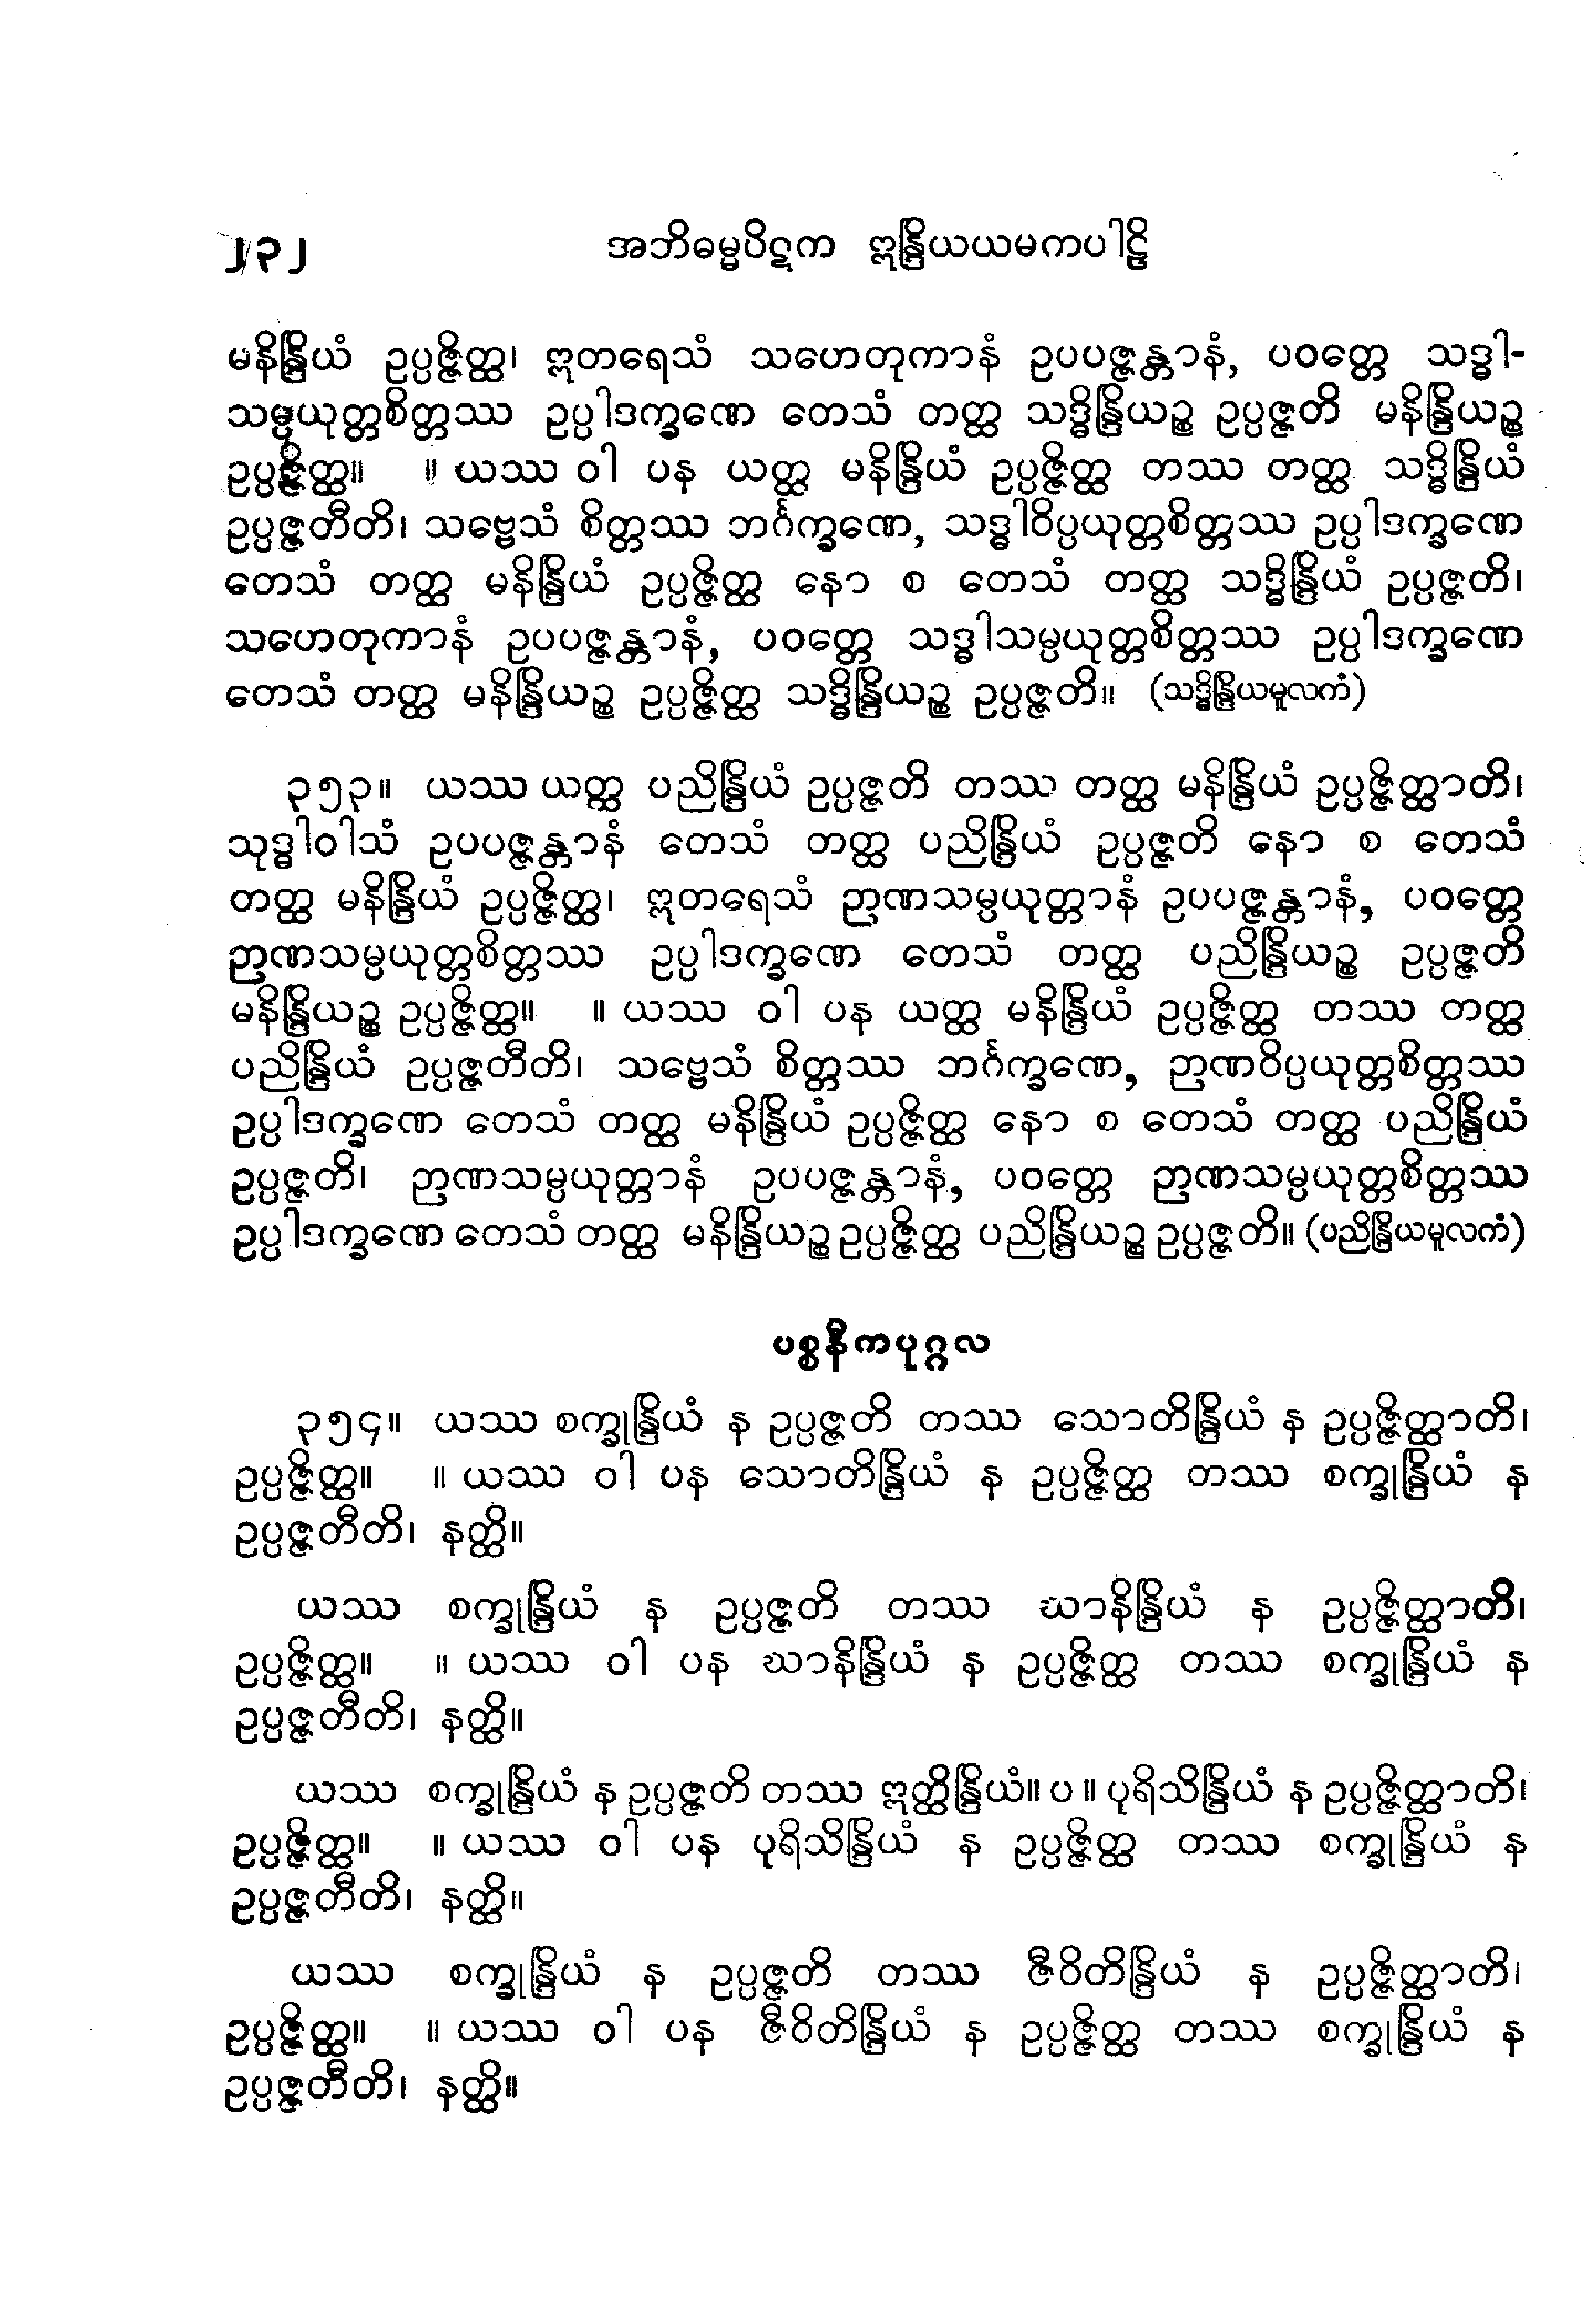 ၂၃၂ အဘိဓမ္မပိဋက ဣန္ဒြိယယမကပါဠိ
မနိန္ဒြိယံ ဥပ္ပဇ္ဇိတ္ထ၊ ဣတရေသံ သဟေတုကာနံ ဥပပဇ္ဇန္တာနံ, ပဝတ္တေ သဒ္ဓါ-
သမ္ပယုတ္တစိတ္တဿ ဥပ္ပါဒက္ခဏေ တေသံ တတ္ထ သဒ္ဓိန္ဒြိယဉ္စ ဥပ္ပဇ္ဇတိ မနိန္ဒြိယဉ္စ
ဥပ္ပဇ္ဇိတ္ထ။ ။ ယဿ ဝါ ပန ယတ္ထ မနိန္ဒြိယံ ဥပ္ပဇ္ဇိတ္ထ တဿ တတ္ထ သဒ္ဓိန္ဒြိယံ
ဥပ္ပဇ္ဇတီတိ၊ သဗ္ဗေသံ စိတ္တဿ ဘင်္ဂက္ခဏေ, သဒ္ဓါဝိပ္ပယုတ္တစိတ္တဿ ဥပ္ပါဒက္ခဏေ
တေသံ တတ္ထ မနိန္ဒြိယံ ဥပ္ပဇ္ဇိတ္ထ နော စ တေသံ တတ္ထ သဒ္ဓိန္ဒြိယံ ဥပ္ပဇ္ဇတိ၊
သဟေတုကာနံ ဥပပဇ္ဇန္တာနံ, ပဝတ္တေ သဒ္ဓါသမ္ပယုတ္တစိတ္တဿ ဥပ္ပါဒက္ခဏေ
တေသံ တတ္ထ မနိန္ဒြိယဉ္စ ဥပ္ပဇ္ဇိတ္ထ သဒ္ဓိန္ဒြိယဉ္စ ဥပ္ပဇ္ဇတိ။ (သဒ္ဓိန္ဒြိယမူလကံ)
၃၅၃။ ယဿ ယတ္ထ ပညိန္ဒြိယံ ဥပ္ပဇ္ဇတိ တဿ တတ္ထ မနိန္ဒြိယံ ဥပ္ပဇ္ဇိတ္ထာတိ၊
သုဒ္ဓါဝါသံ ဥပပဇ္ဇန္တာနံ တေသံ တတ္ထ ပညိန္ဒြိယံ ဥပ္ပဇ္ဇတိ နော စ တေသံ
တတ္ထ မနိန္ဒြိယံ ဥပ္ပဇ္ဇိတ္ထ၊ ဣတရေသံ ဉာဏသမ္ပယုတ္တာနံ ဥပပဇ္ဇန္တာနံ, ပဝတ္တေ
ဉာဏသမ္ပယုတ္တစိတ္တဿ ဥပ္ပါဒက္ခဏေ တေသံ တတ္ထ ပညိန္ဒြိယဉ္စ ဥပ္ပဇ္ဇတိ
မနိန္ဒြိယဉ္စ ဥပ္ပဇ္ဇိတ္ထ။ ။ ယဿ ဝါ ပန ယတ္ထ မနိန္ဒြိယံ ဥပ္ပဇ္ဇိတ္ထ တဿ တတ္ထ
ပညိန္ဒြိယံ ဥပ္ပဇ္ဇတီတိ၊ သဗ္ဗေသံ စိတ္တဿ ဘင်္ဂက္ခဏေ, ဉာဏဝိပ္ပယုတ္တစိတ္တဿ
ဥပ္ပါဒက္ခဏေ တေသံ တတ္ထ မနိန္ဒြိယံ ဥပ္ပဇ္ဇိတ္ထ နော စ တေသံ တတ္ထ ပညိန္ဒြိယံ
ဥပ္ပဇ္ဇတိ၊ ဉာဏသမ္ပယုတ္တာနံ ဥပပဇ္ဇန္တာနံ, ပဝတ္တေ ဉာဏသမ္ပယုတ္တစိတ္တဿ
ဥပ္ပါဒက္ခဏေ တေသံ တတ္ထ မနိန္ဒြိယဉ္စ ဥပ္ပဇ္ဇိတ္ထ ပညိန္ဒြိယဉ္စ ဥပ္ပဇ္ဇတိ။ (ပညိန္ဒြိယမူလကံ)
ပစ္စနီကပုဂ္ဂလ
၃၅၄။ ယဿ စက္ခုန္ဒြိယံ န ဥပ္ပဇ္ဇတိ တဿ သောတိန္ဒြိယံ န ဥပ္ပဇ္ဇိတ္ထာတိ၊
ဥပ္ပဇ္ဇိတ္ထ။ ။ ယဿ ဝါ ပန သောတိန္ဒြိယံ န ဥပ္ပဇ္ဇိတ္ထ တဿ စက္ခုန္ဒြိယံ န
ဥပ္ပဇ္ဇတီတိ၊ နတ္ထိ။
ယဿ စက္ခုန္ဒြိယံ န ဥပ္ပဇ္ဇတိ တဿ ဃာနိန္ဒြိယံ န ဥပ္ပဇ္ဇိတ္ထာတိ၊
ဥပ္ပဇ္ဇိတ္ထ။ ။ ယဿ ဝါ ပန ဃာနိန္ဒြိယံ န ဥပ္ပဇ္ဇိတ္ထ တဿ စက္ခုန္ဒြိယံ န
ဥပ္ပဇ္ဇတီတိ၊ နတ္ထိ။
ယဿ စက္ခုန္ဒြိယံ န ဥပ္ပဇ္ဇတိ တဿ ဣတ္ထိန္ဒြိယံ။ ပ ။ ပုရိသိန္ဒြိယံ န ဥပ္ပဇ္ဇိတ္ထာတိ၊
ဥပ္ပဇ္ဇိတ္ထ။ ။ ယဿ ဝါ ပန ပုရိသိန္ဒြိယံ န ဥပ္ပဇ္ဇိတ္ထ တဿ စက္ခုန္ဒြိယံ န
ဥပ္ပဇ္ဇတီတိ၊ နတ္ထိ။
ယဿ စက္ခုန္ဒြိယံ န ဥပ္ပဇ္ဇတိ တဿ ဇီဝိတိန္ဒြိယံ န ဥပ္ပဇ္ဇိတ္ထာတိ၊
ဥပ္ပဇ္ဇိတ္ထ။ ။ ယဿ ဝါ ပန ဇီဝိတိန္ဒြိယံ န ဥပ္ပဇ္ဇိတ္ထ တဿ စက္ခုန္ဒြိယံ န
ဥပ္ပဇ္ဇတီတိ၊ နတ္ထိ။